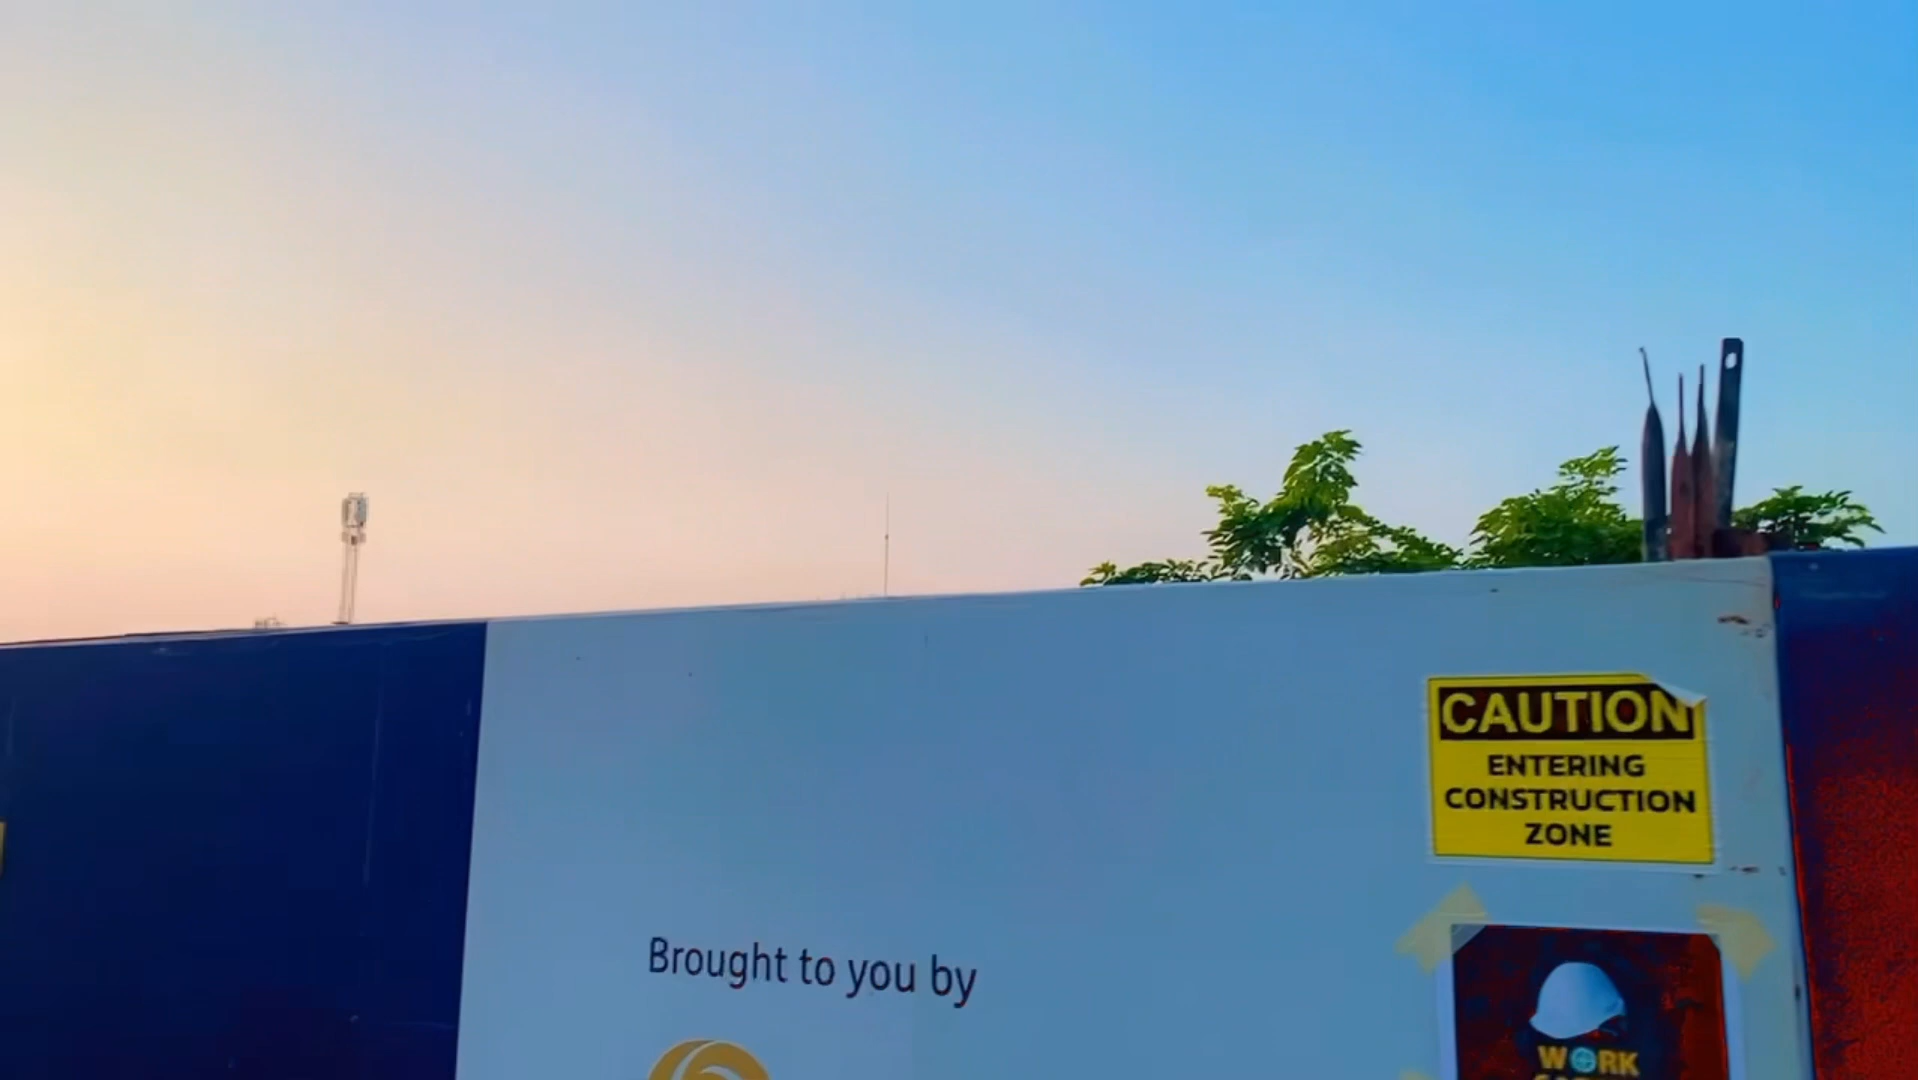 CAUTION
ENTERING
CONSTRUCTION
ZONE
Brought to you by
WORK